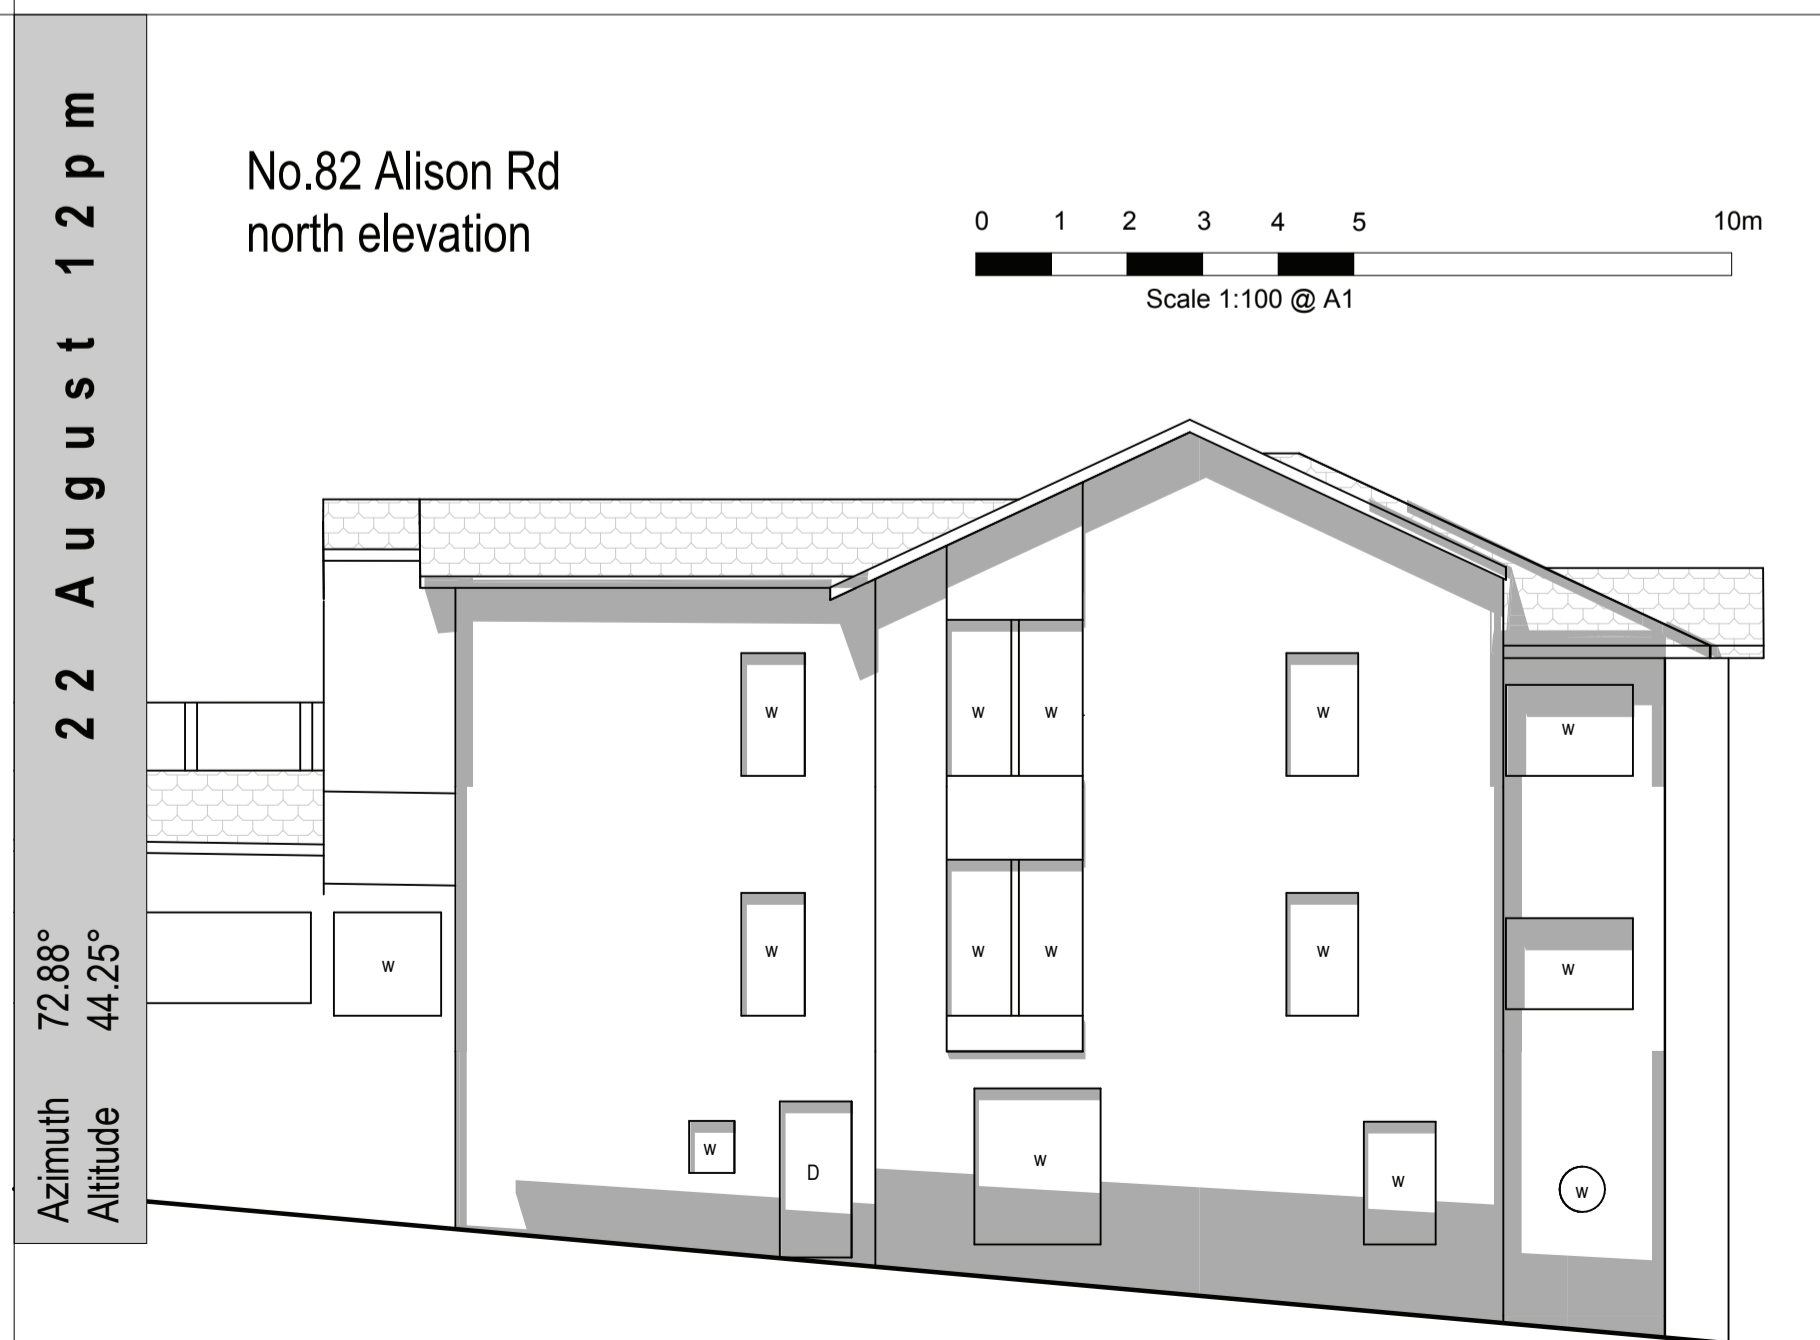 22 August 12pm
Azimuth 72.88°
Altitude 44.25°
No.82 Alison Rd
north elevation
0 1 2 3 4 5 10m
Scale 1:100 @ A1
w w w w w
w w w w w w
w D w w w